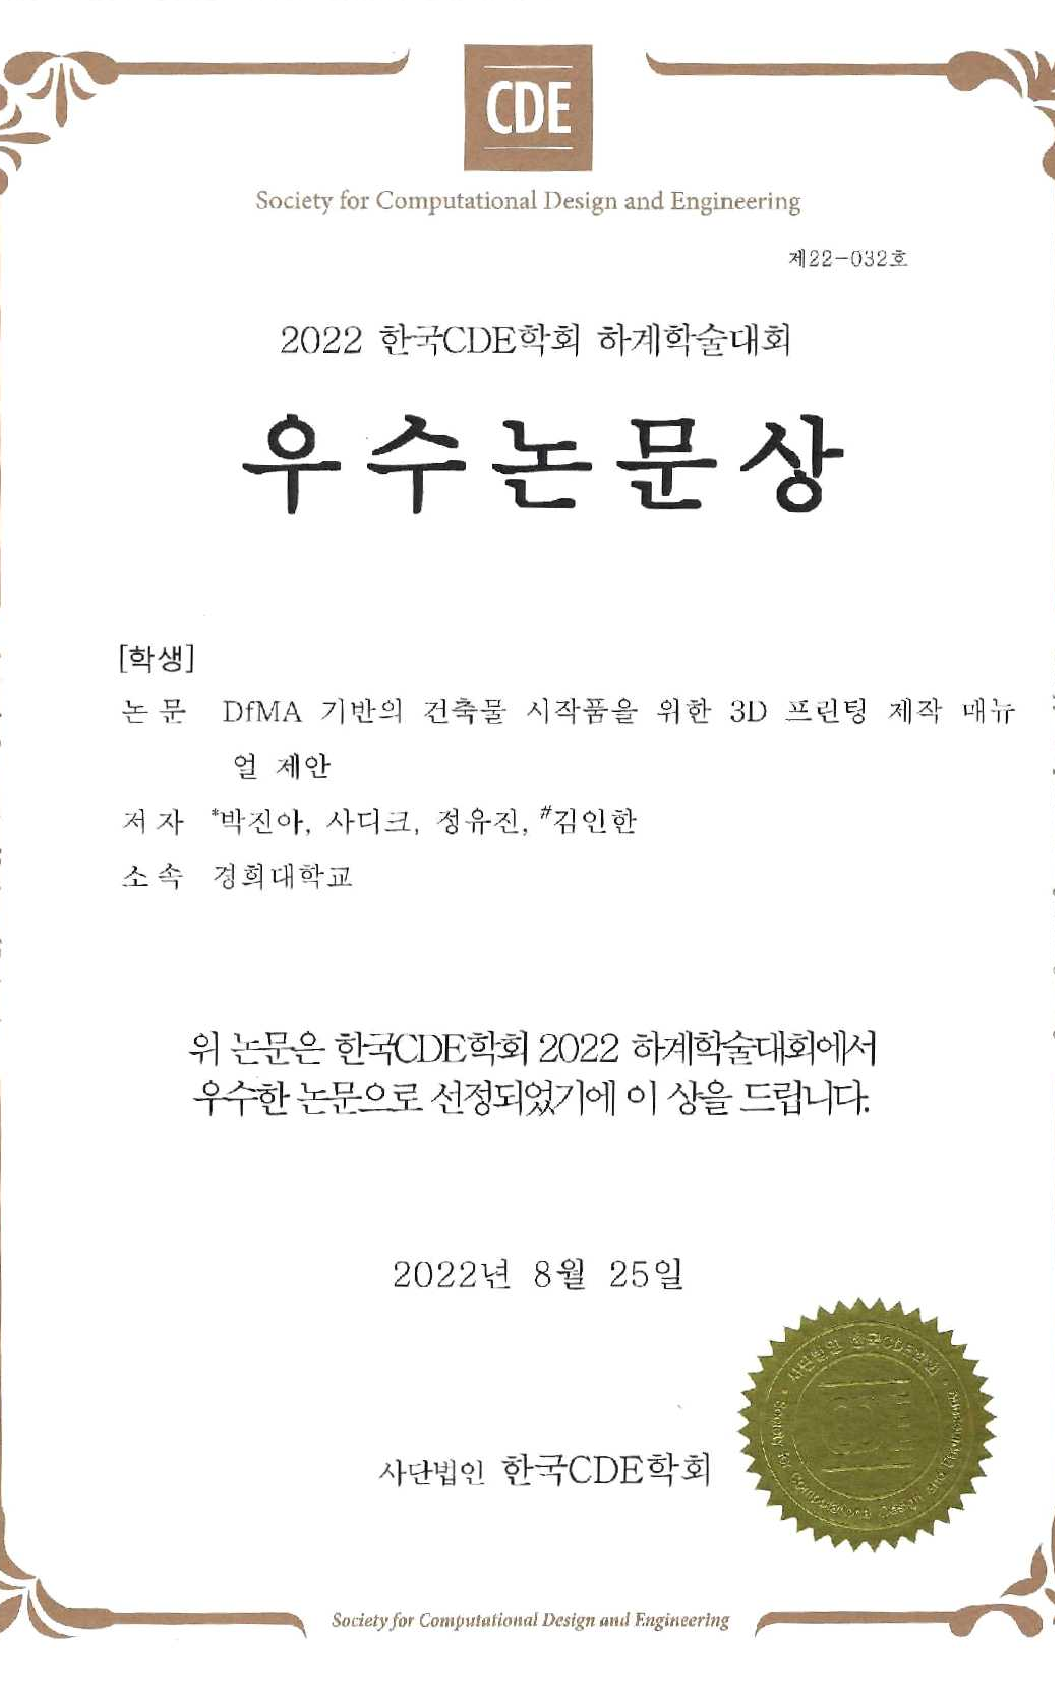 CDE
Society for Computational Design and Engineering
제22-032호
2022 한국CDE학회 하계학술대회
우수논문상
[학생]
논 문 DfMA 기반의 건축물 시작품을 위한 3D 프린팅 제작 매뉴
얼 제안
저 자 *박진아, 사디크, 정유진, #김인한
소 속 경희대학교
위 논문은 한국CDE학회 2022 하계학술대회에서
우수한 논문으로 선정되었기에 이 상을 드립니다.
2022년 8월 25일
사단법인 한국CDE학회
사단법인 한국CDE학회
CDE
Society for Computational Design and Engineering
Society for Computational Design and Engineering